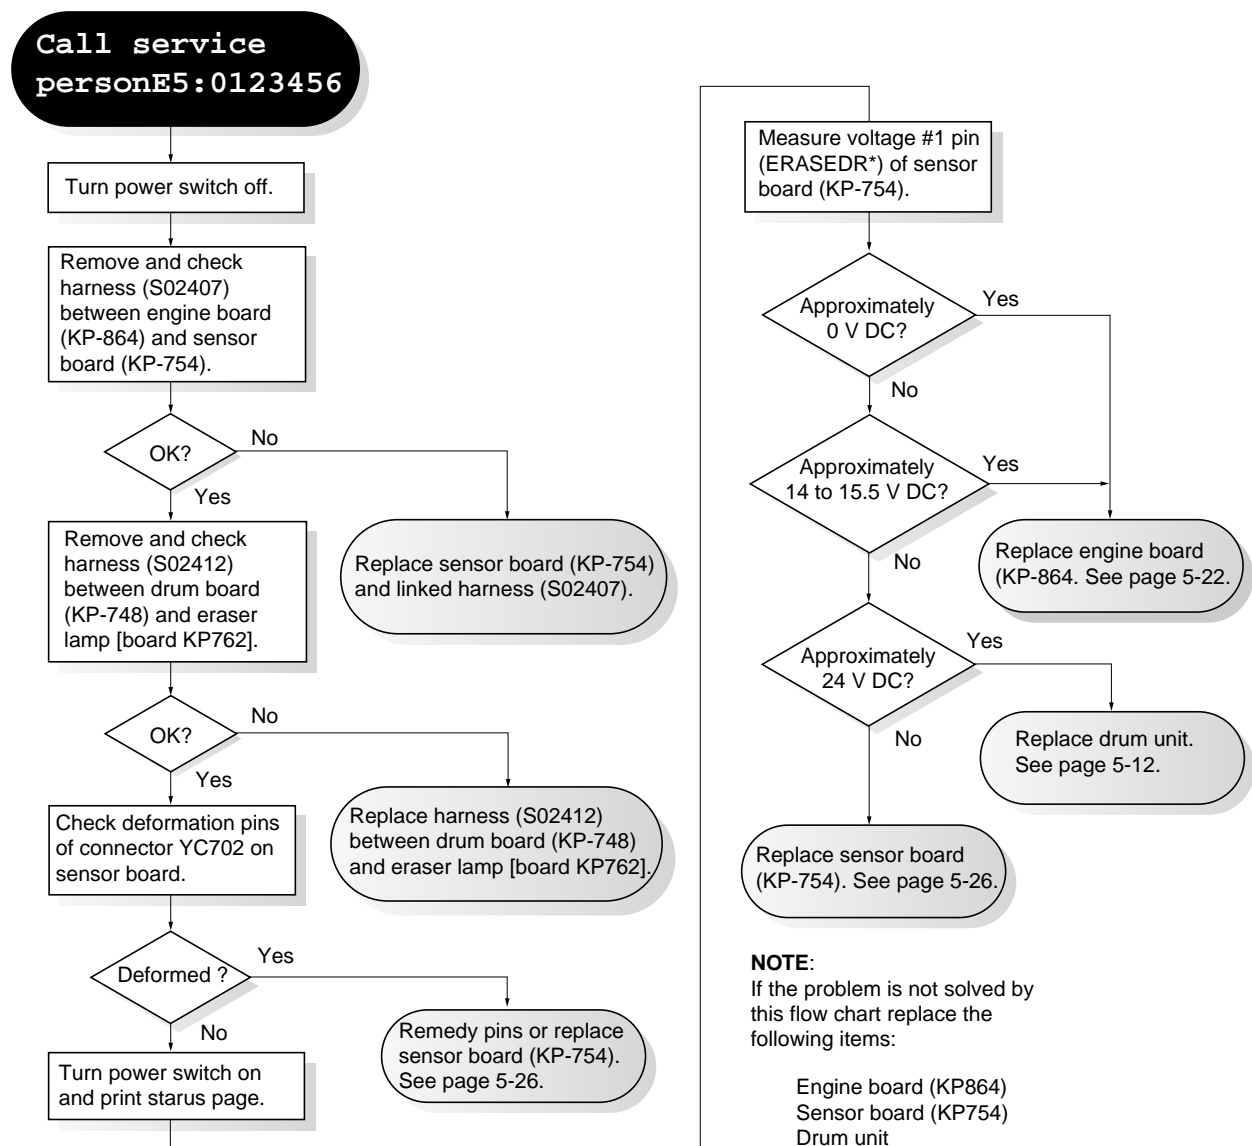 Call service
personE5:0123456
Turn power switch off.
Remove and check
harness (S02407)
between engine board
(KP-864) and sensor
board (KP-754).
OK?
No
Yes
Replace sensor board (KP-754)
and linked harness (S02407).
Remove and check
harness (S02412)
between drum board
(KP-748) and eraser
lamp [board KP762].
OK?
No
Yes
Replace harness (S02412)
between drum board (KP-748)
and eraser lamp [board KP762].
Check deformation pins
of connector YC702 on
sensor board.
Deformed ?
Yes
No
Remedy pins or replace
sensor board (KP-754).
See page 5-26.
Turn power switch on
and print starus page.
Measure voltage #1 pin
(ERASEDR*) of sensor
board (KP-754).
Approximately
0 V DC?
Yes
No
Approximately
14 to 15.5 V DC?
Yes
No
Replace engine board
(KP-864. See page 5-22.
Approximately
24 V DC?
Yes
No
Replace drum unit.
See page 5-12.
Replace sensor board
(KP-754). See page 5-26.
NOTE:
If the problem is not solved by
this flow chart replace the
following items:
Engine board (KP864)
Sensor board (KP754)
Drum unit